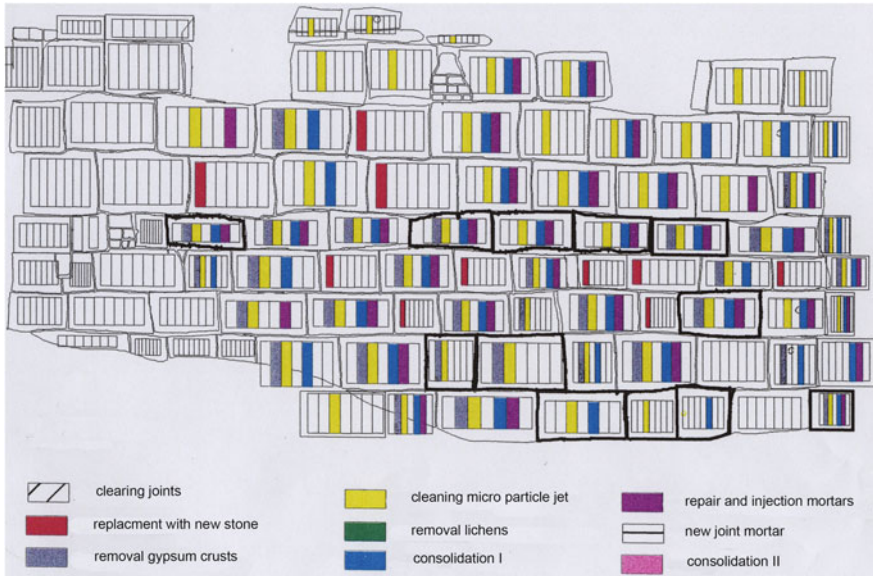 clearing joints
replacment with new stone
removal gypsum crusts
cleaning micro particle jet
removal lichens
consolidation I
repair and injection mortars
new joint mortar
consolidation II